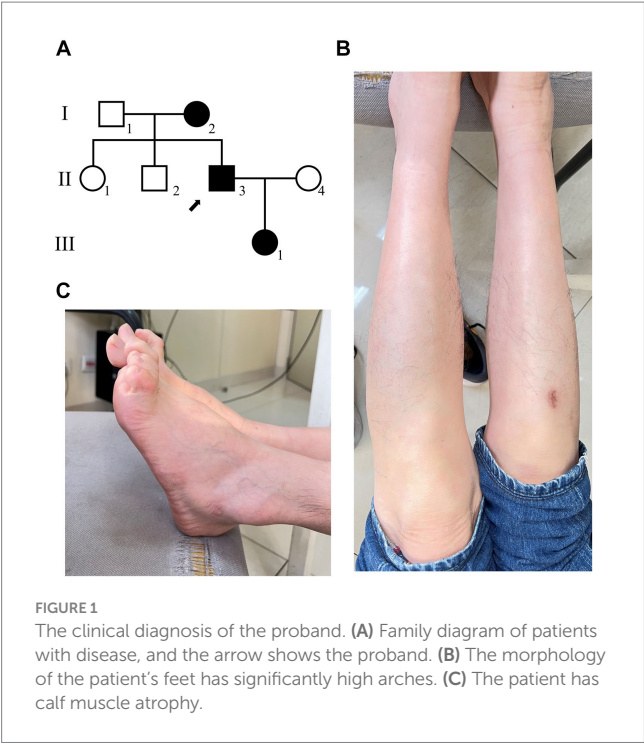 A
B
I
1
2
II
1
2
3
4
III
1
C
FIGURE 1
The clinical diagnosis of the proband. (A) Family diagram of patients
with disease, and the arrow shows the proband. (B) The morphology
of the patient's feet has significantly high arches. (C) The patient has
calf muscle atrophy.